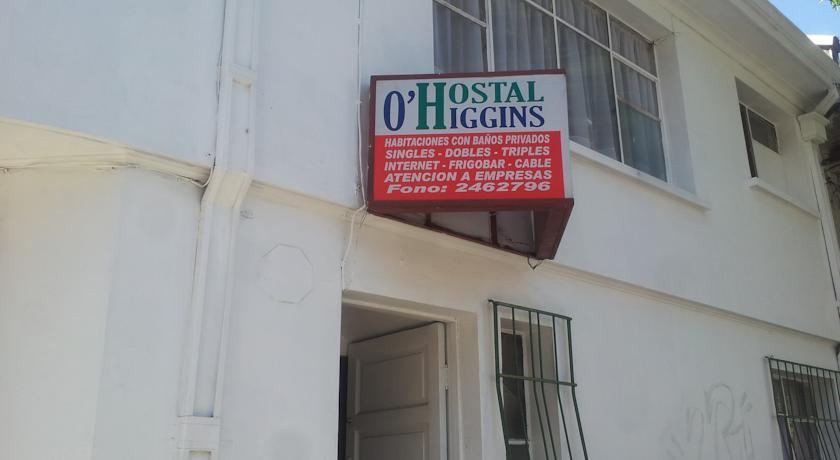 HOSTAL
O'HIGGINS
HABITACIONES CON BAÑOS PRIVADOS
SINGLES - DOBLES - TRIPLES
INTERNET - FRIGOBAR - CABLE
ATENCION A EMPRESAS
Fono: 2462796